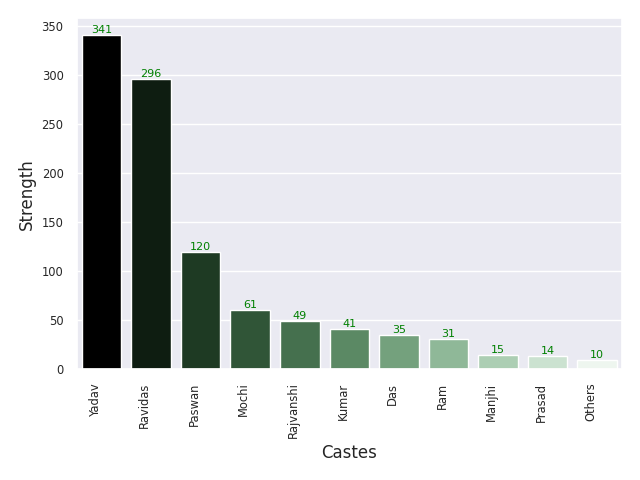 350
300
250
200
150
100
50
0
Strength
341
296
120
61
49
41
35
31
15
14
10
Yadav
Ravidas
Paswan
Mochi
Rajvanshi
Kumar
Das
Ram
Manjhi
Prasad
Others
Castes